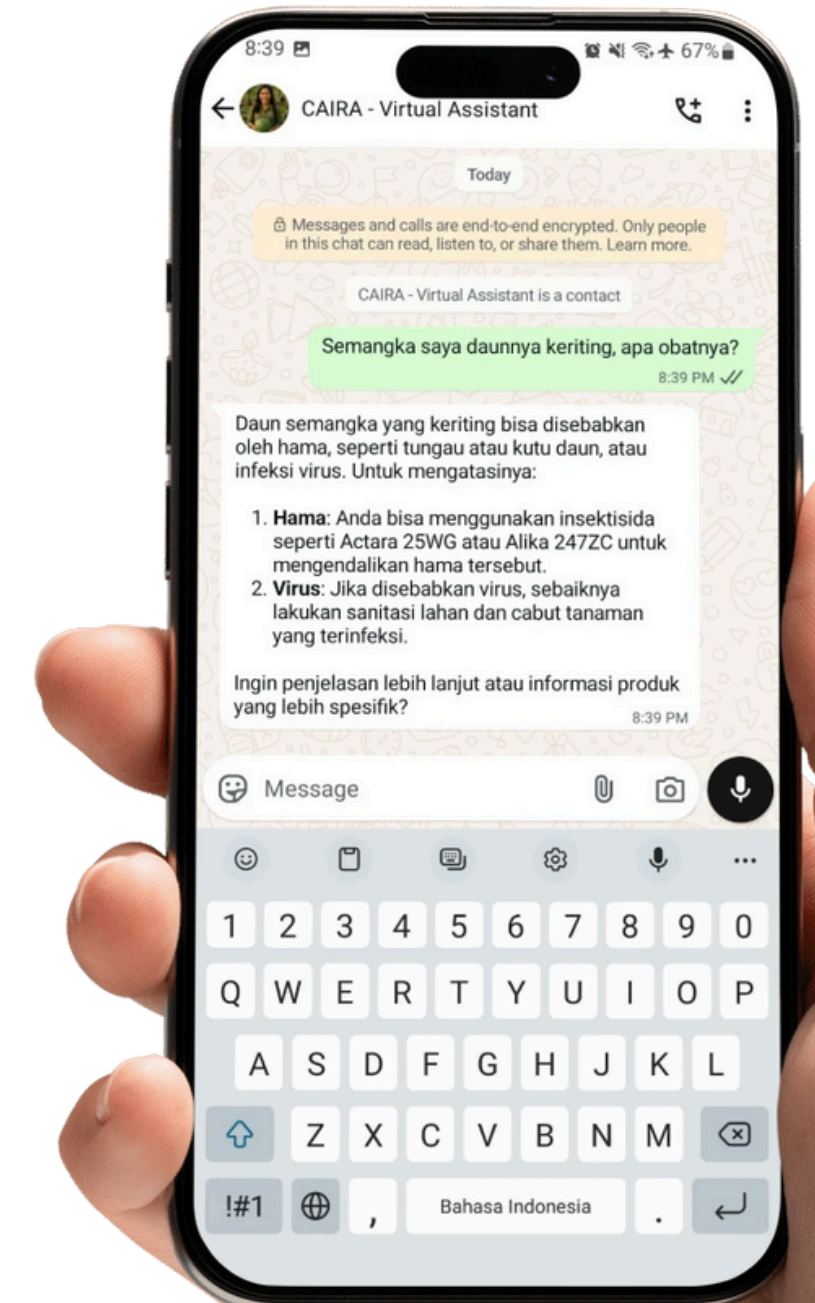 8:39 67%
CAIRA - Virtual Assistant
Today
Messages and calls are end-to-end encrypted. Only people
in this chat can read, listen to, or share them. Learn more.
CAIRA - Virtual Assistant is a contact
Semangka saya daunnya keriting, apa obatnya?
8:39 PM
Daun semangka yang keriting bisa disebabkan
oleh hama, seperti tungau atau kutu daun, atau
infeksi virus. Untuk mengatasinya:
1. Hama: Anda bisa menggunakan insektisida
seperti Actara 25WG atau Alika 247ZC untuk
mengendalikan hama tersebut.
2. Virus: Jika disebabkan virus, sebaiknya
lakukan sanitasi lahan dan cabut tanaman
yang terinfeksi.
Ingin penjelasan lebih lanjut atau informasi produk
yang lebih spesifik?
8:39 PM
Message
1 2 3 4 5 6 7 8 9 0
Q W E R T Y U I O P
A S D F G H J K L
Z X C V B N M
!#1 , Bahasa Indonesia .